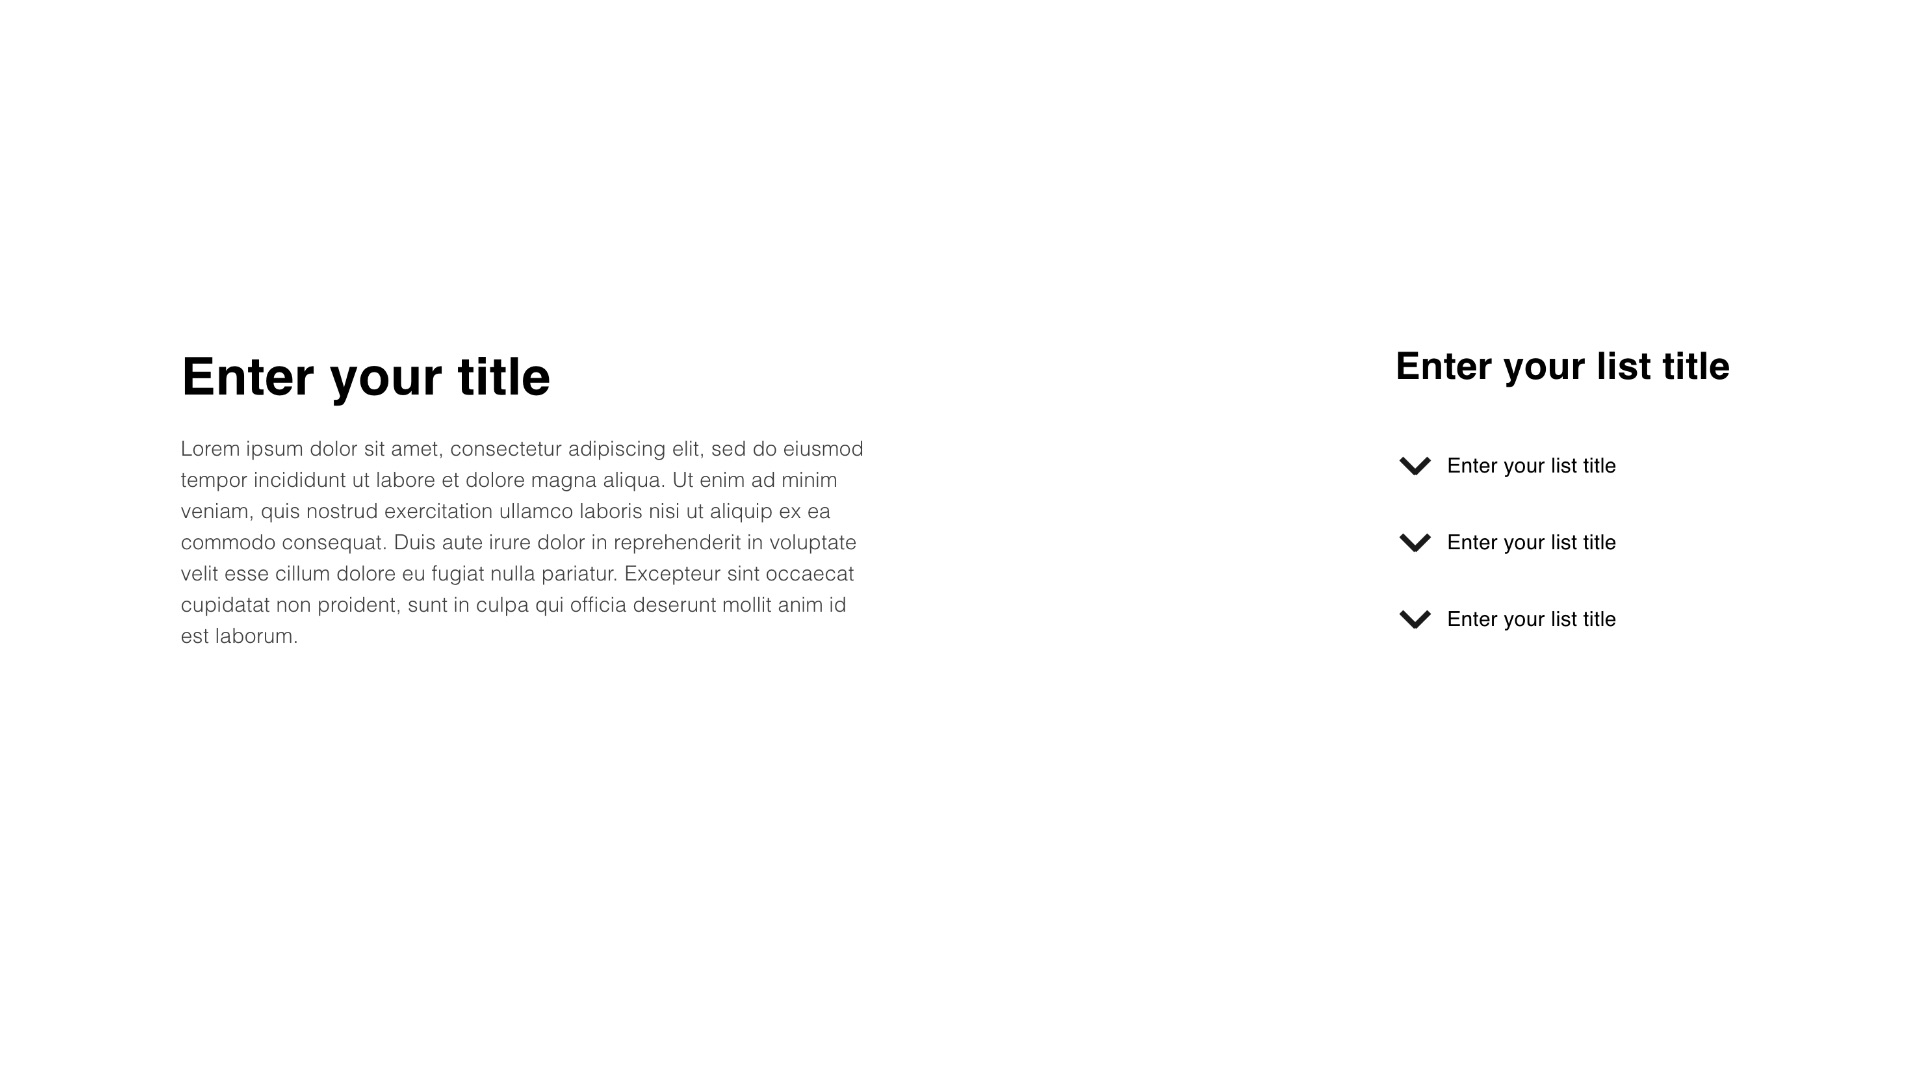 Enter your title
Lorem ipsum dolor sit amet, consectetur adipiscing elit, sed do eiusmod
tempor incididunt ut labore et dolore magna aliqua. Ut enim ad minim
veniam, quis nostrud exercitation ullamco laboris nisi ut aliquip ex ea
commodo consequat. Duis aute irure dolor in reprehenderit in voluptate
velit esse cillum dolore eu fugiat nulla pariatur. Excepteur sint occaecat
cupidatat non proident, sunt in culpa qui officia deserunt mollit anim id
est laborum.
Enter your list title
Enter your list title
Enter your list title
Enter your list title